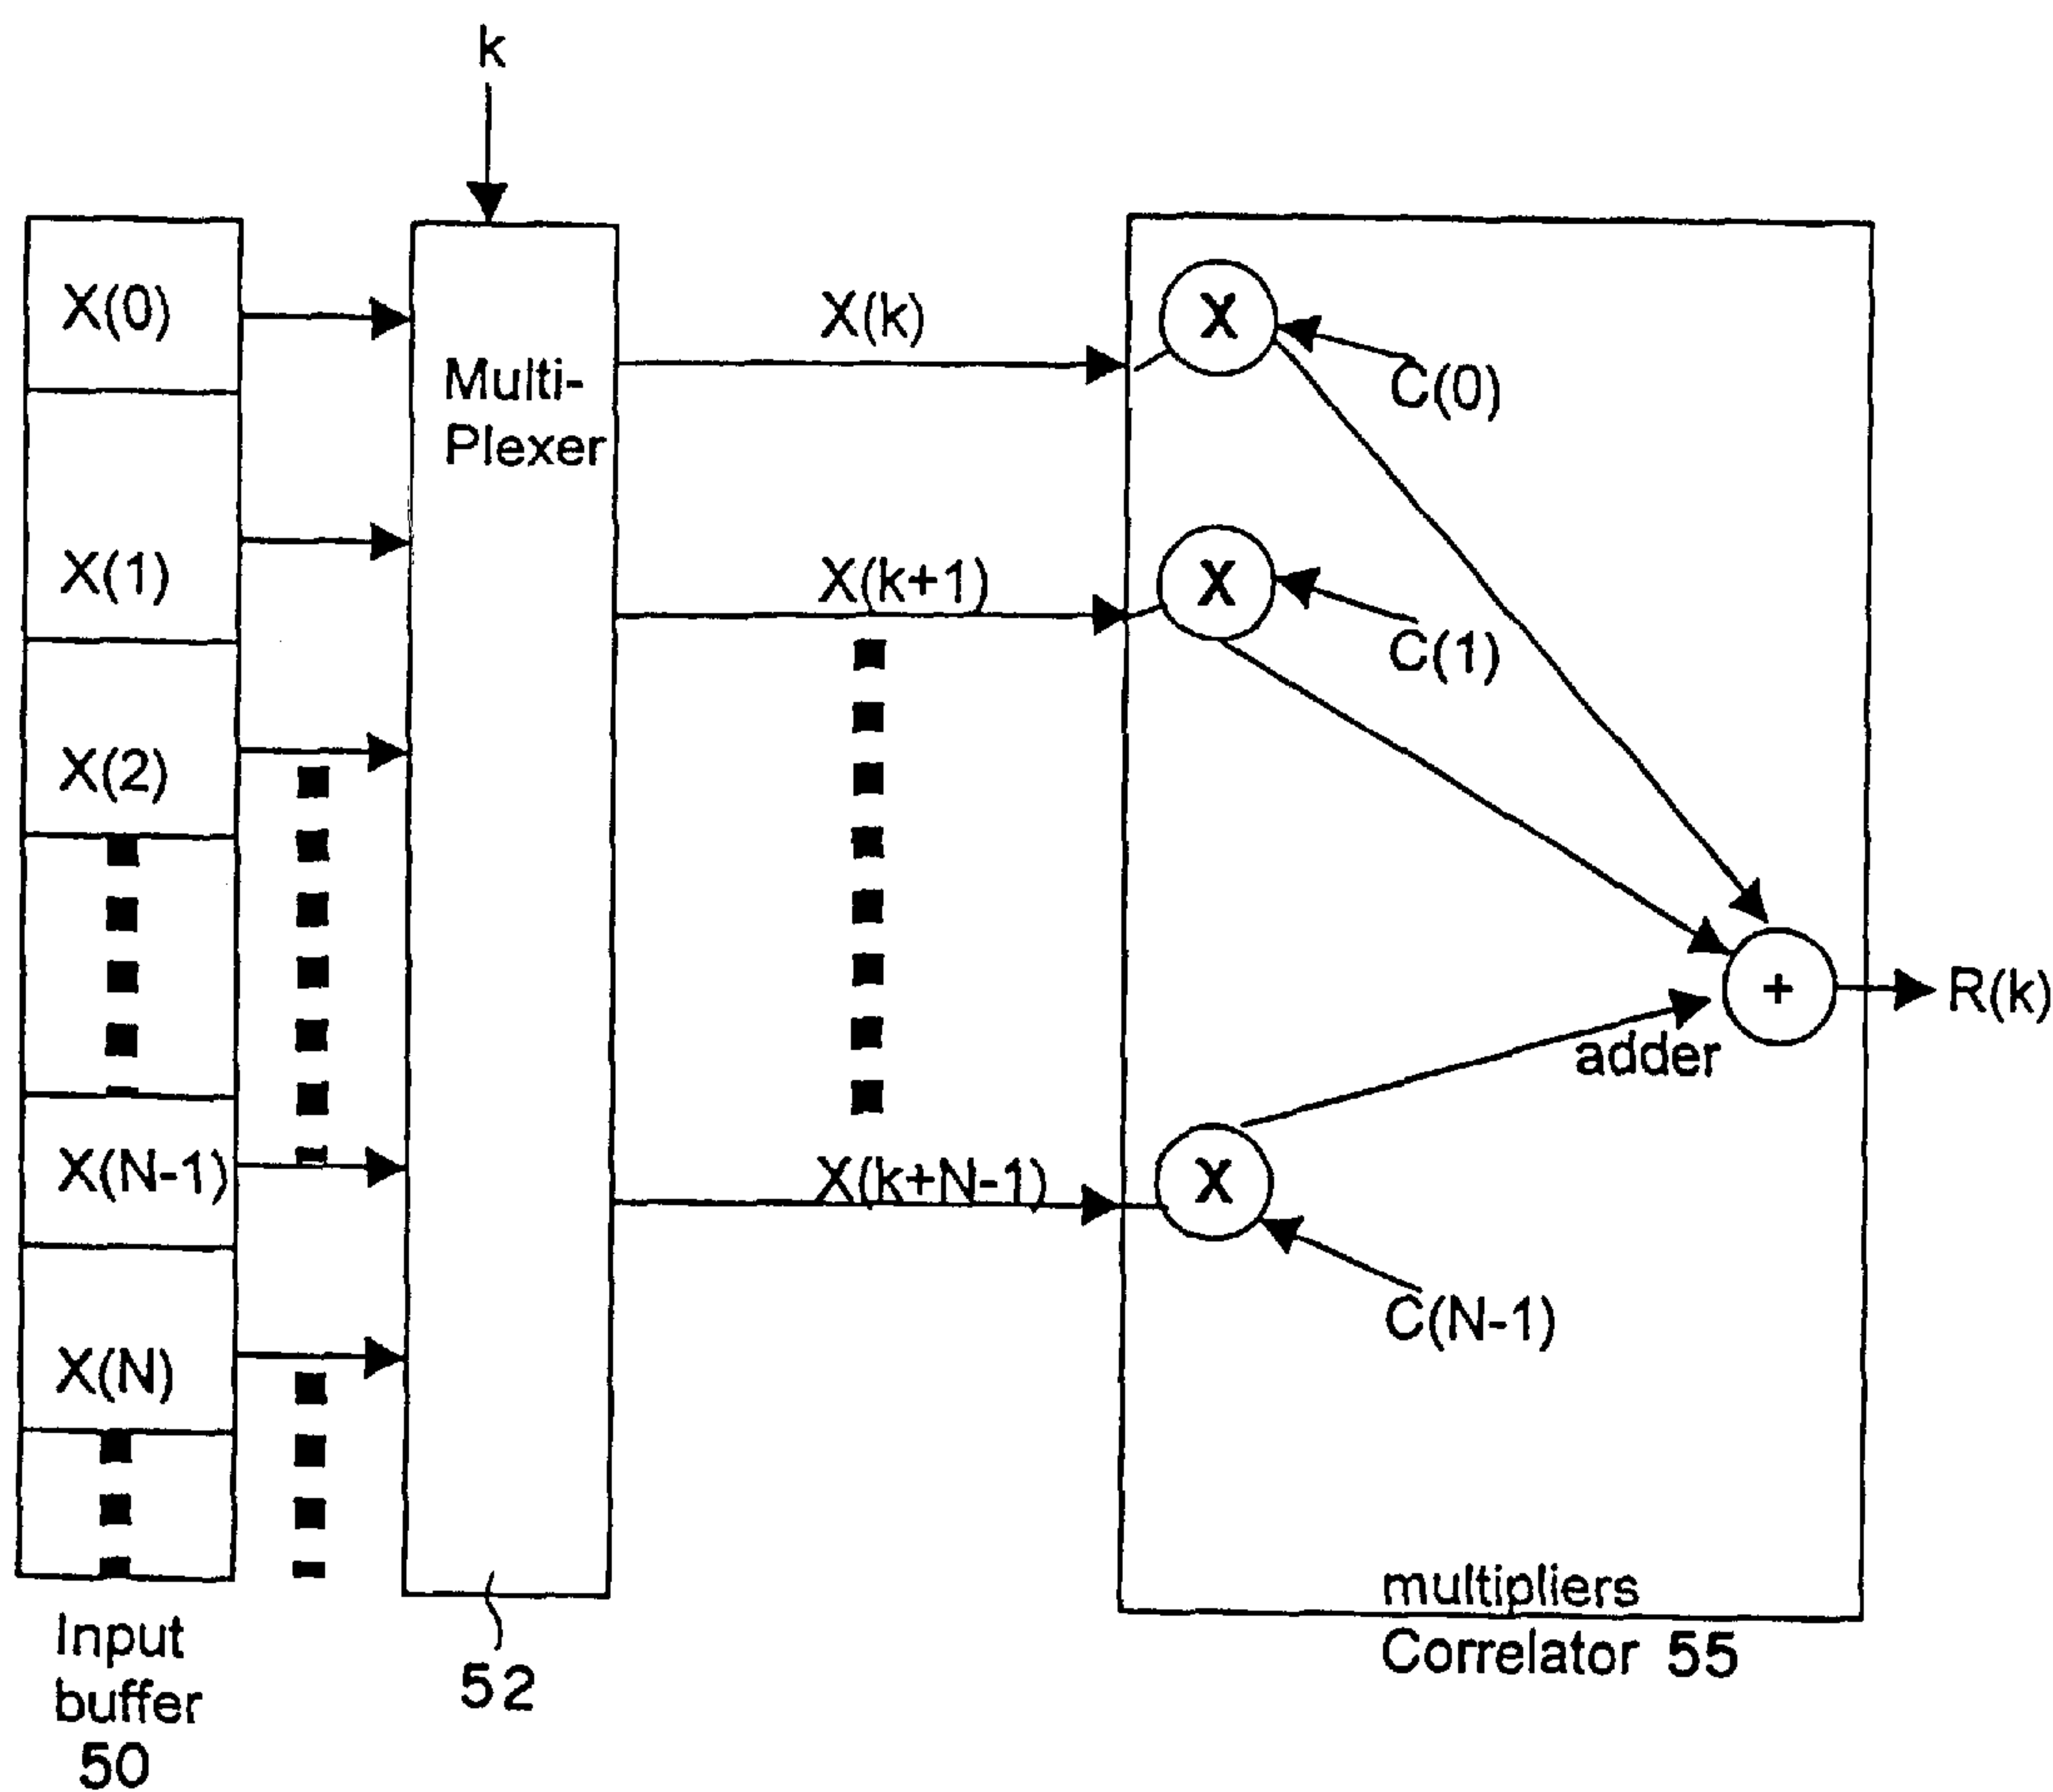 k
X(0)
X(1)
X(2)
X(N-1)
X(N)
Input
buffer
50
Multi-
Plexer
52
X(k)
X(k+1)
X(k+N-1)
X
C(0)
X
C(1)
X
C(N-1)
+
adder
R(k)
multipliers
Correlator 55